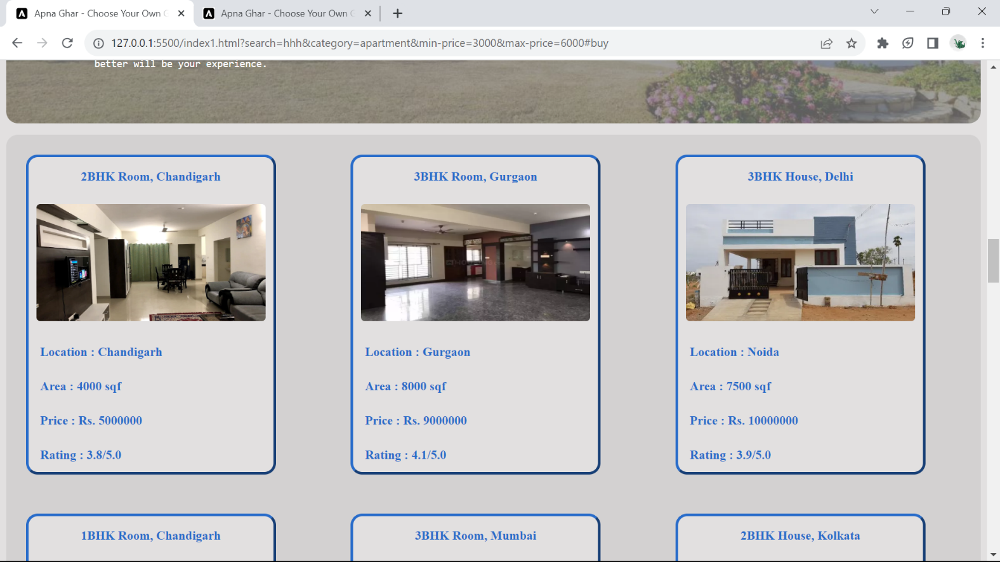 Apna Ghar - Choose Your Own
Apna Ghar - Choose Your Own
127.0.0.1:5500/index1.html?search=hhh&category=apartment&min-price=3000&max-price=6000#buy
better will be your experience.
2BHK Room, Chandigarh
3BHK Room, Gurgaon
3BHK House, Delhi
Location : Chandigarh
Area : 4000 sqf
Price : Rs. 5000000
Rating : 3.8/5.0
Location : Gurgaon
Area : 8000 sqf
Price : Rs. 9000000
Rating : 4.1/5.0
Location : Noida
Area : 7500 sqf
Price : Rs. 10000000
Rating : 3.9/5.0
1BHK Room, Chandigarh
3BHK Room, Mumbai
2BHK House, Kolkata